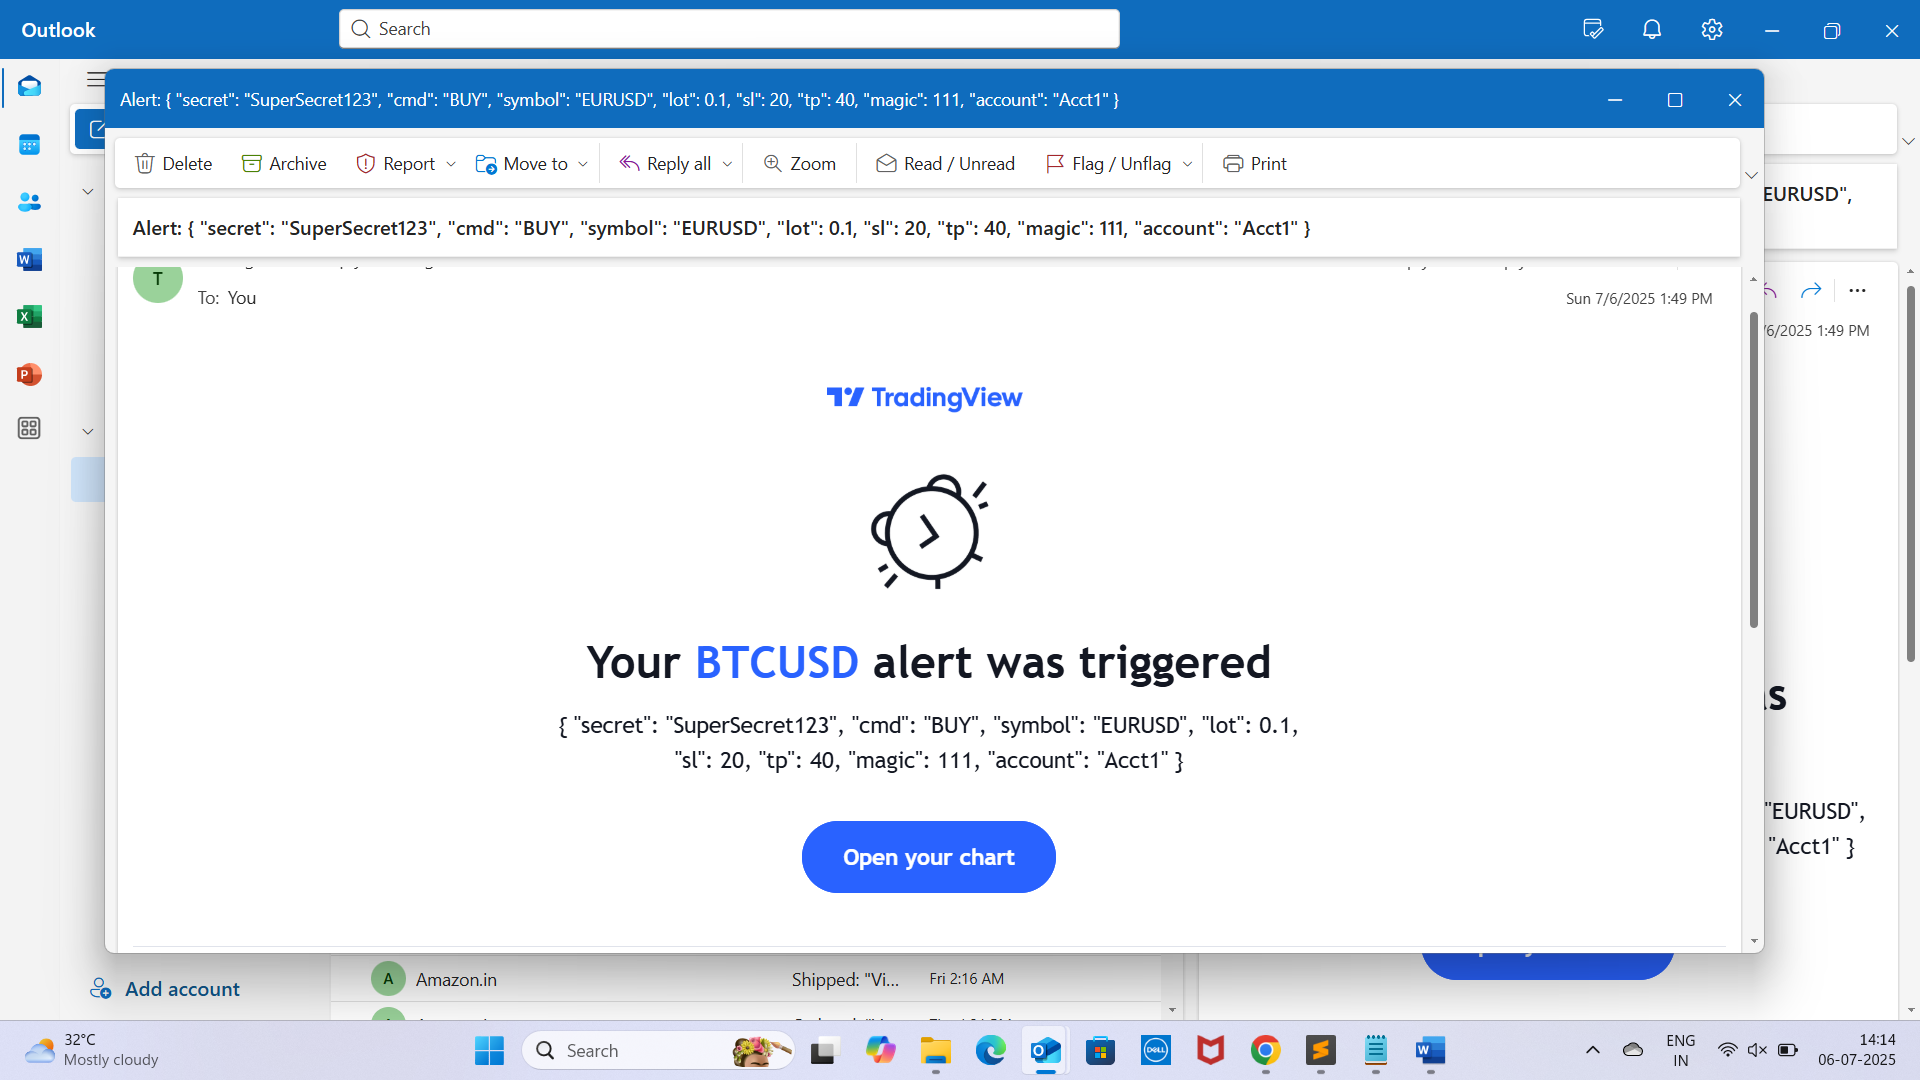 Outlook
Search
Alert: { "secret": "SuperSecret123", "cmd": "BUY", "symbol": "EURUSD", "lot": 0.1, "sl": 20, "tp": 40, "magic": 111, "account": "Acct1" }
Delete
Archive
Report
Move to
Reply all
Zoom
Read / Unread
Flag / Unflag
Print
Alert: { "secret": "SuperSecret123", "cmd": "BUY", "symbol": "EURUSD", "lot": 0.1, "sl": 20, "tp": 40, "magic": 111, "account": "Acct1" }
EURUSD",
T
To: You
Sun 7/6/2025 1:49 PM
/6/2025 1:49 PM
TradingView
Your BTCUSD alert was triggered
{ "secret": "SuperSecret123", "cmd": "BUY", "symbol": "EURUSD", "lot": 0.1,
"sl": 20, "tp": 40, "magic": 111, "account": "Acct1" }
Open your chart
"EURUSD",
"Acct1" }
A
Amazon.in
Shipped: "Vi...
Fri 2:16 AM
Add account
32°C
Mostly cloudy
Search
DELL
ENG
IN
14:14
06-07-2025